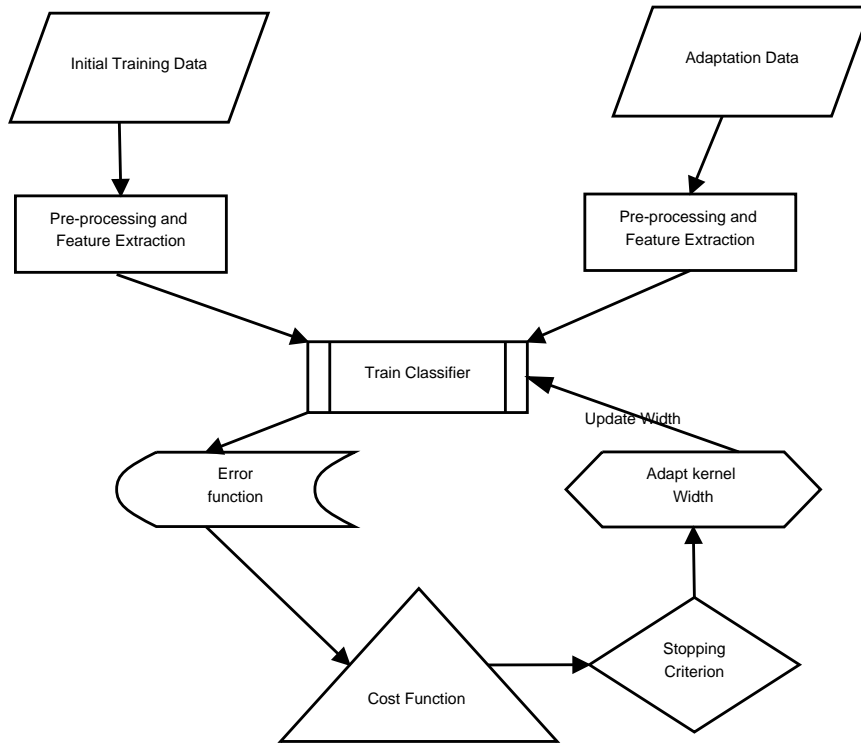 Initial Training Data
Adaptation Data
Pre-processing and
Feature Extraction
Pre-processing and
Feature Extraction
Train Classifier
Update Width
Error
function
Adapt kernel
Width
Stopping
Criterion
Cost Function